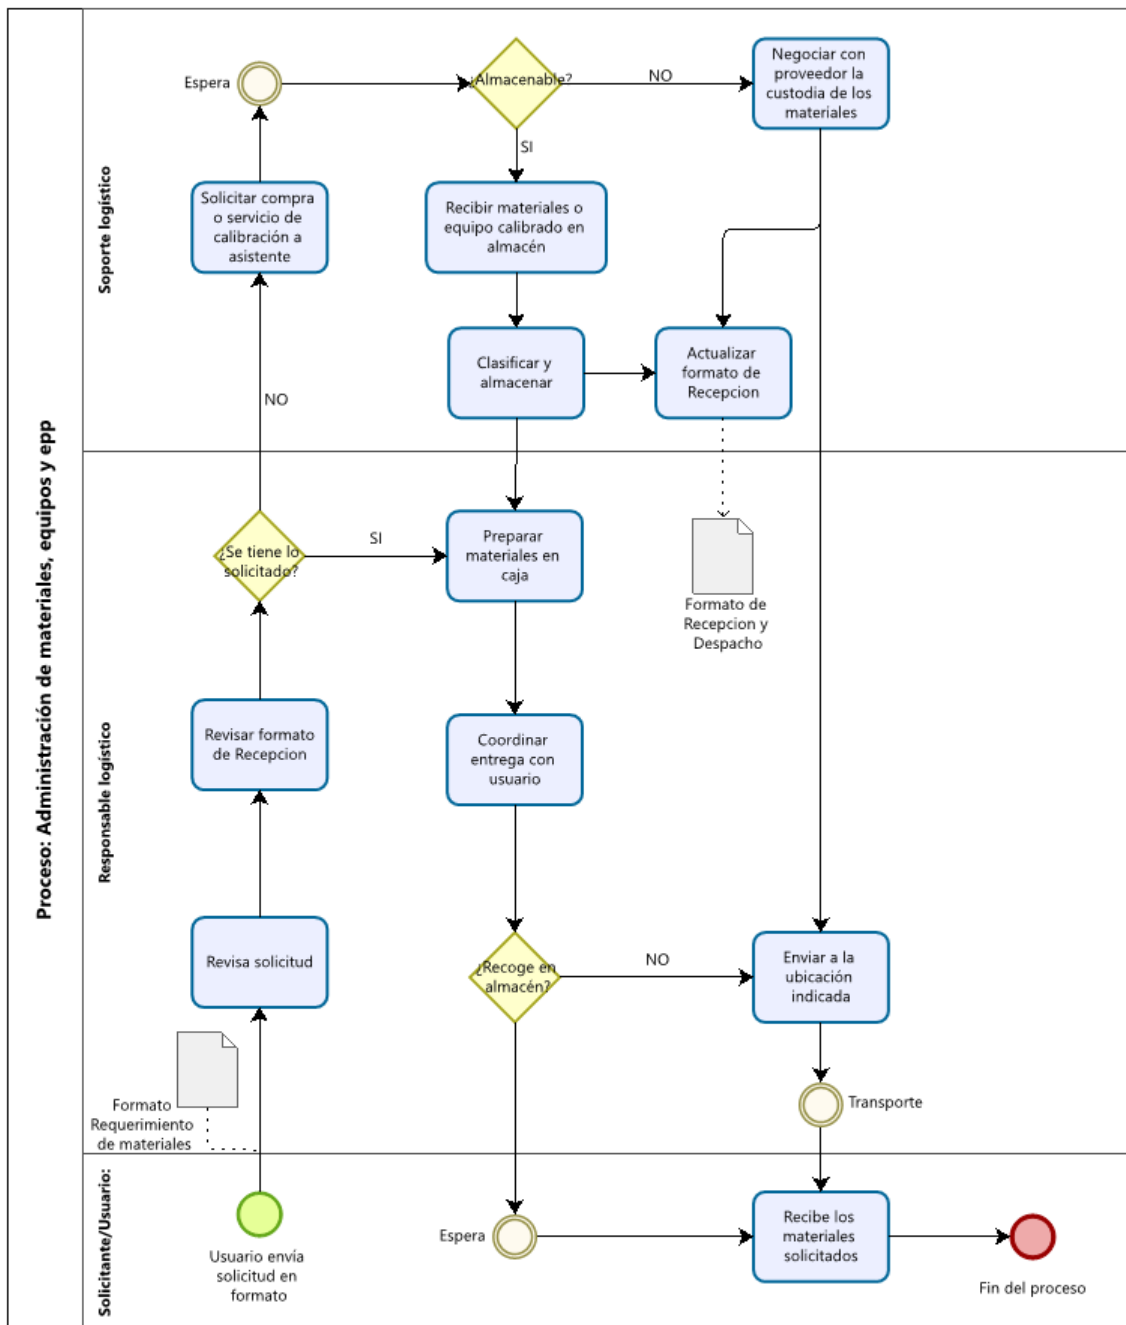 Proceso: Administración de materiales, equipos y epp
Soporte logístico
Espera
¿Almacenable?
NO
Negociar con
proveedor la
custodia de los
materiales
SI
Solicitar compra
o servicio de
calibración a
asistente
Recibir materiales o
equipo calibrado en
almacén
Clasificar y
almacenar
Actualizar
formato de
Recepcion
NO
Responsable logístico
¿Se tiene lo
solicitado?
SI
Preparar
materiales en
caja
Formato de
Recepcion y
Despacho
Revisar formato
de Recepcion
Coordinar
entrega con
usuario
Revisa solicitud
¿Recoge en
almacén?
NO
Enviar a la
ubicación
indicada
Formato
Requerimiento
de materiales
Transporte
Solicitante/Usuario:
Usuario envía
solicitud en
formato
Espera
Recibe los
materiales
solicitados
Fin del proceso